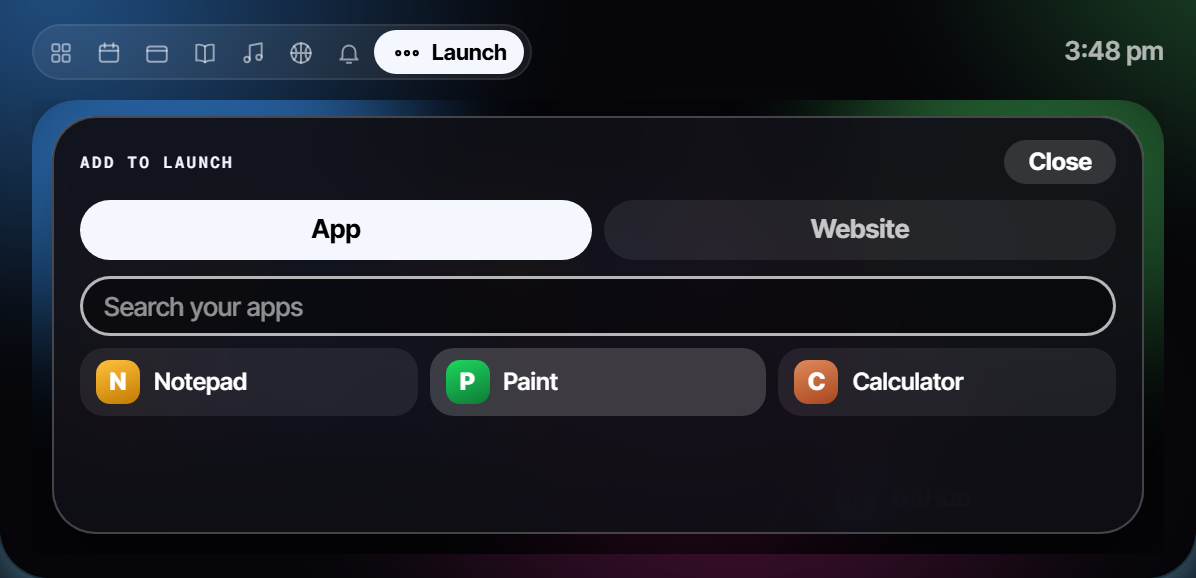 Launch
3:48 pm
ADD TO LAUNCH
Close
App
Website
Search your apps
N Notepad
P Paint
C Calculator